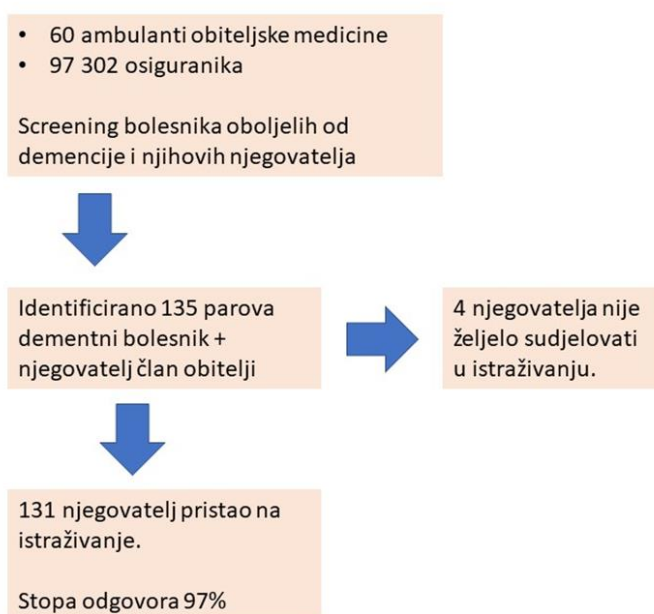 • 60 ambulanti obiteljske medicine
• 97 302 osiguranika
Screening bolesnika oboljelih od
demencije i njihovih njegovatelja
Identificirano 135 parova
dementni bolesnik +
njegovatelj član obitelji
4 njegovatelja nije
željelo sudjelovati
u istraživanju.
131 njegovatelj pristao na
istraživanje.
Stopa odgovora 97%